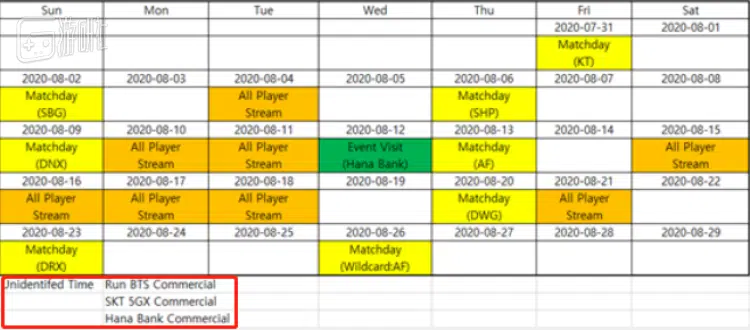 Sun Mon Tue Wed Thu Fri Sat
2020-07-31 2020-08-01
Matchday
(KT)
2020-08-02 2020-08-03 2020-08-04 2020-08-05 2020-08-06 2020-08-07 2020-08-08
Matchday All Player Matchday
(SBG) Stream (SHP)
2020-08-09 2020-08-10 2020-08-11 2020-08-12 2020-08-13 2020-08-14 2020-08-15
Matchday All Player All Player Event Visit Matchday All Player
(DNX) Stream Stream (Hana Bank) (AF) Stream
2020-08-16 2020-08-17 2020-08-18 2020-08-19 2020-08-20 2020-08-21 2020-08-22
All Player All Player All Player Matchday All Player
Stream Stream Stream (DWG) Stream
2020-08-23 2020-08-24 2020-08-25 2020-08-26 2020-08-27 2020-08-28 2020-08-29
Matchday Matchday
(DRX) (Wildcard:AF)
Unidentifed Time Run BTS Commercial
SKT 5GX Commercial
Hana Bank Commercial